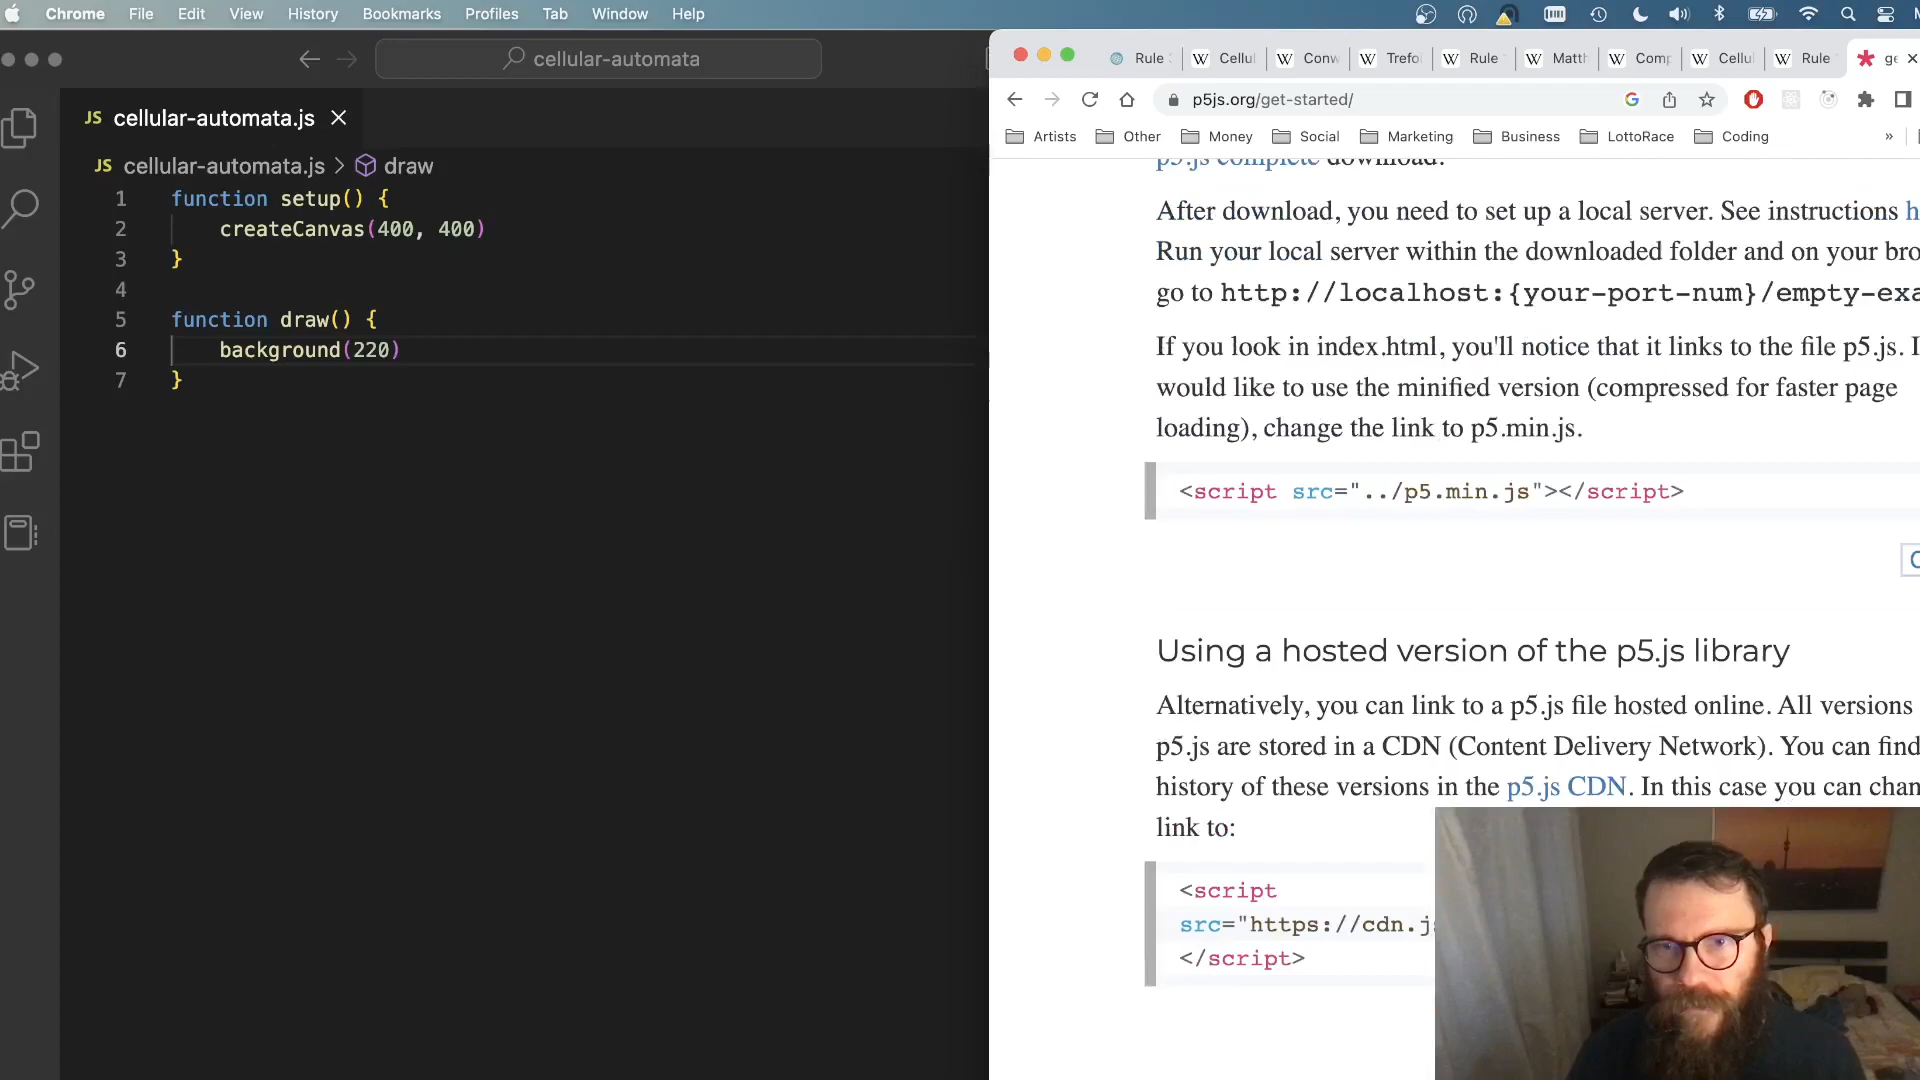 Chrome File Edit View History Bookmarks Profiles Tab Window Help
cellular-automata
JS cellular-automata.js
JS cellular-automata.js > draw
1 function setup() {
2 createCanvas(400, 400)
3 }
4
5 function draw() {
6 background(220)
7 }
Rule Cellu Conw Trefo Rule Matth Comp Cellu Rule ge
p5js.org/get-started/
Artists Other Money Social Marketing Business LottoRace Coding »
p5.js complete download.
After download, you need to set up a local server. See instructions h
Run your local server within the downloaded folder and on your bro
go to http://localhost:{your-port-num}/empty-exa
If you look in index.html, you'll notice that it links to the file p5.js. I
would like to use the minified version (compressed for faster page
loading), change the link to p5.min.js.
<script src="../p5.min.js"></script>
C
Using a hosted version of the p5.js library
Alternatively, you can link to a p5.js file hosted online. All versions
p5.js are stored in a CDN (Content Delivery Network). You can find
history of these versions in the p5.js CDN. In this case you can chan
link to:
<script
src="https://cdn.js
</script>